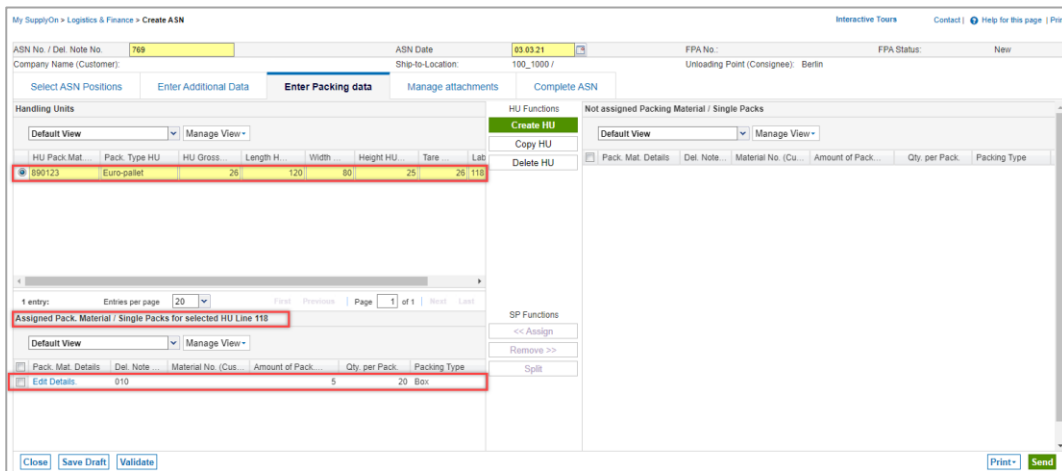 My SupplyOn > Logistics & Finance > Create ASN
Interactive Tours Contact | Help for this page | Prin
ASN No. / Del. Note No. 769 ASN Date 03.03.21 FPA No.: FPA Status: New
Company Name (Customer): Ship-to-Location: 100_1000 / Unloading Point (Consignee): Berlin
Select ASN Positions Enter Additional Data Enter Packing data Manage attachments Complete ASN
Handling Units
Default View Manage View
HU Pack.Mat... Pack. Type HU HU Gross... Length H... Width ... Height HU... Tare ... Lab
890123 Euro-pallet 26 120 80 25 26 118
1 entry: Entries per page 20 First Previous | Page 1 of 1 | Next Last
HU Functions
Create HU
Copy HU
Delete HU
Not assigned Packing Material / Single Packs
Default View Manage View
Pack. Mat. Details Del. Note... Material No. (Cu... Amount of Pack... Qty. per Pack. Packing Type
Assigned Pack. Material / Single Packs for selected HU Line 118
Default View Manage View
Pack. Mat. Details Del. Note ... Material No. (Cus... Amount of Pack.... Qty. per Pack. Packing Type
Edit Details 010 5 20 Box
SP Functions
<< Assign
Remove >>
Split
Close Save Draft Validate Print Send